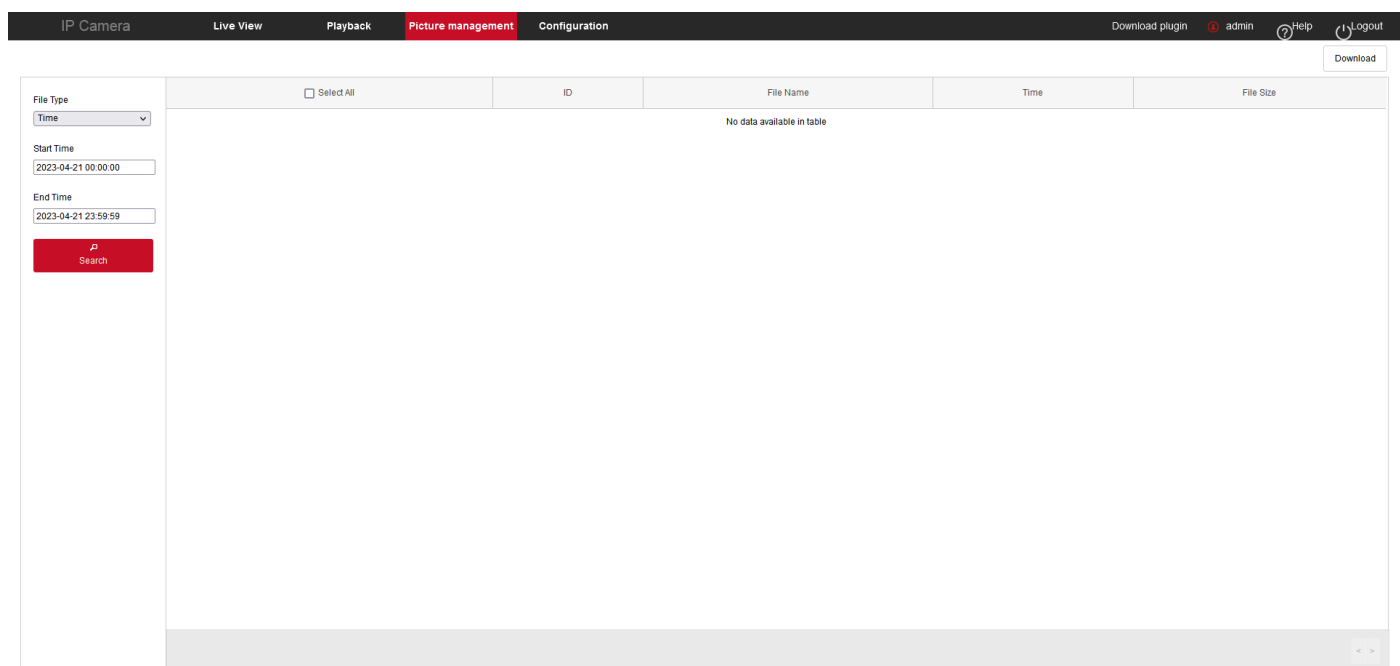 IP Camera Live View Playback Picture management Configuration Download plugin admin Help Logout
Download
File Type
Time
Start Time
2023-04-21 00:00:00
End Time
2023-04-21 23:59:59
Search
Select All ID File Name Time File Size
No data available in table
< >